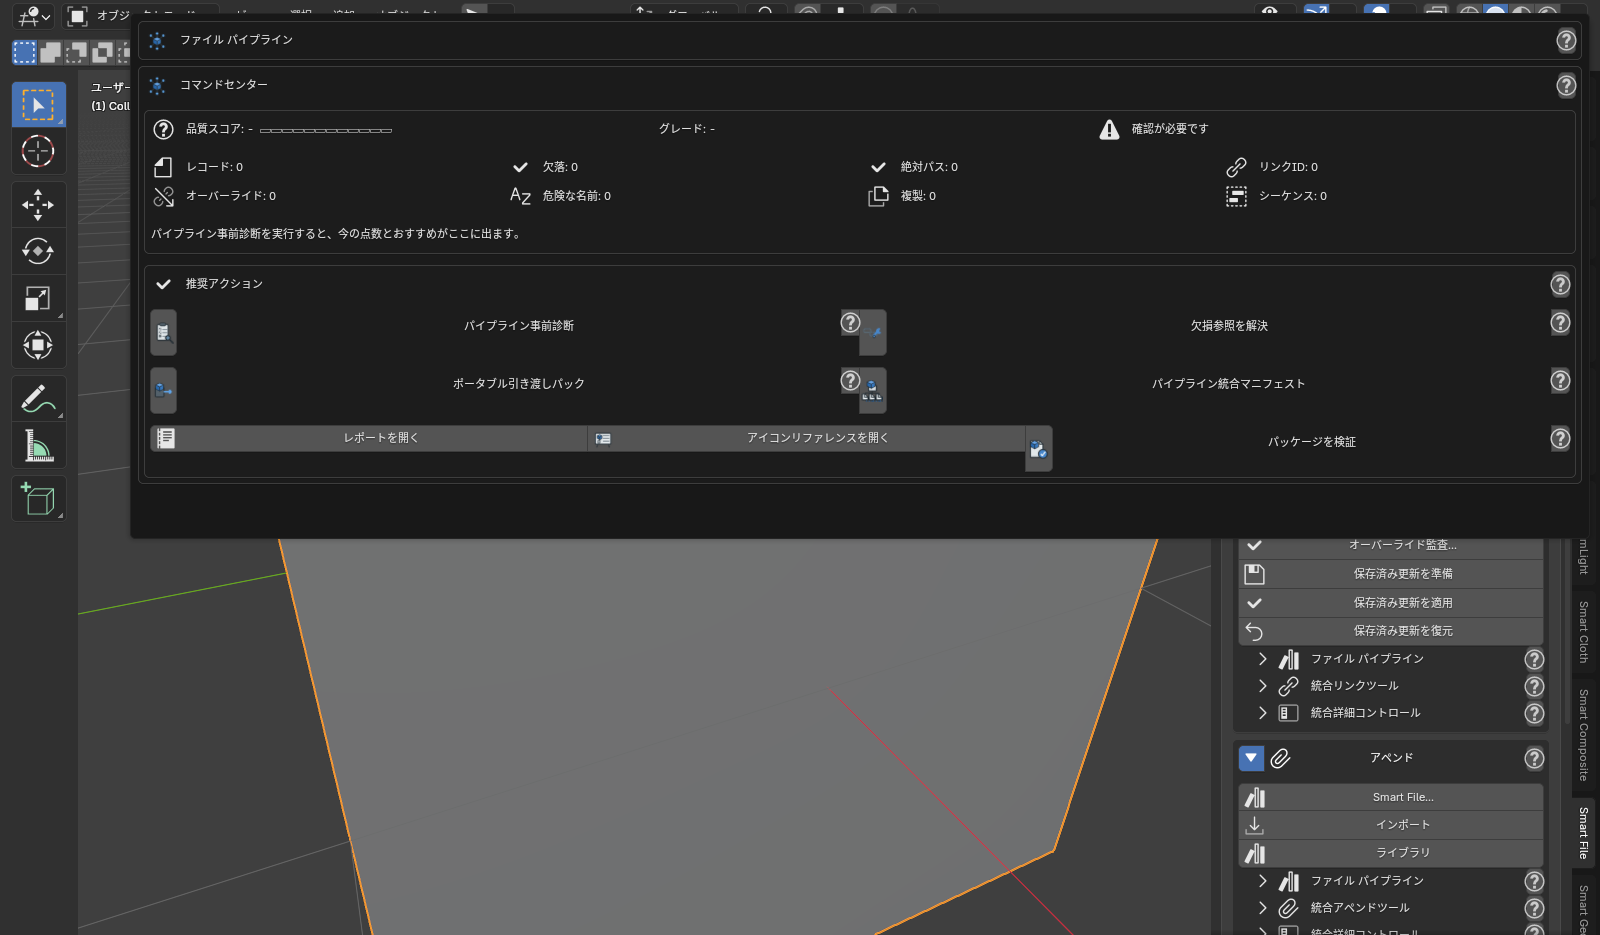 ファイル パイプライン
コマンドセンター
ユーザー
(1) Coll
品質スコア: -
グレード: -
確認が必要です
レコード: 0
欠落: 0
絶対パス: 0
リンクID: 0
オーバーライド: 0
危険な名前: 0
複製: 0
シーケンス: 0
パイプライン事前診断を実行すると、今の点数とおすすめがここに出ます。
推奨アクション
パイプライン事前診断
欠損参照を解決
ポータブル引き渡しパック
パイプライン統合マニフェスト
レポートを開く
アイコンリファレンスを開く
パッケージを検証
オーバーライド監査...
保存済み更新を準備
保存済み更新を適用
保存済み更新を復元
ファイル パイプライン
統合リンクツール
統合詳細コントロール
アペンド
Smart File...
インポート
ライブラリ
ファイル パイプライン
統合アペンドツール
統合詳細コントロール
mLight
Smart Cloth
Smart Composite
Smart File
Smart Ge